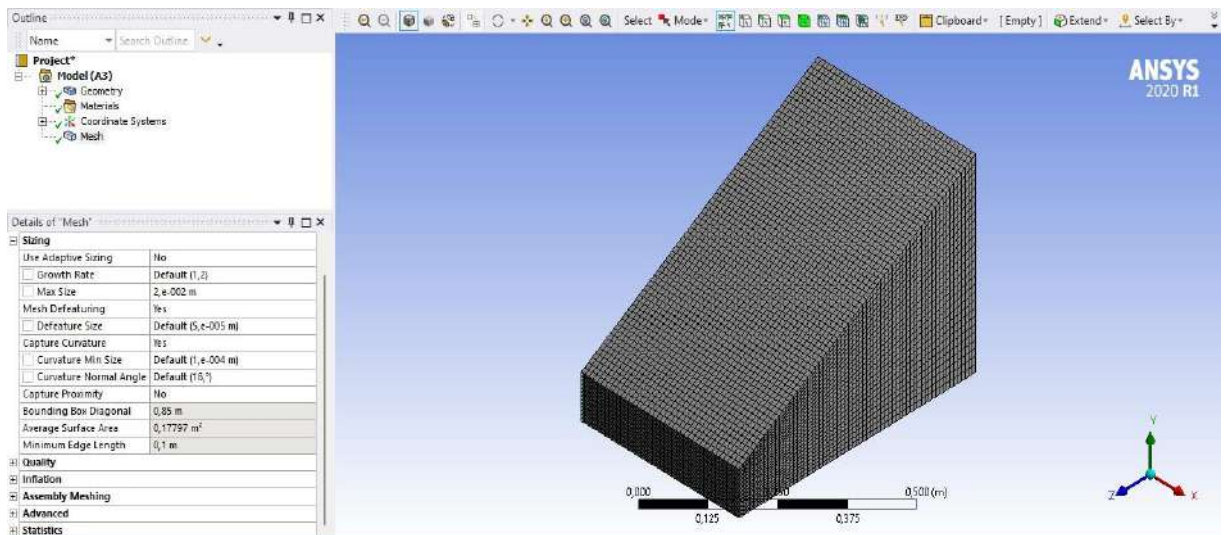 Outline
Name Search Outline
Project*
Model (A3)
Geometry
Materials
Coordinate Systems
Mesh
Details of "Mesh"
Sizing
Use Adaptive Sizing No
Growth Rate Default (1,2)
Max Size 2,e-002 m
Mesh Defeaturing Yes
Defeature Size Default (5,e-005 m)
Capture Curvature Yes
Curvature Min Size Default (1,e-004 m)
Curvature Normal Angle Default (18,°)
Capture Proximity No
Bounding Box Diagonal 0,85 m
Average Surface Area 0,17797 m²
Minimum Edge Length 0,1 m
Quality
Inflation
Assembly Meshing
Advanced
Statistics
Select Mode Clipboard [Empty] Extend Select By
ANSYS
2020 R1
0,000 0,500 (m)
0,125 0,375
Y
Z X